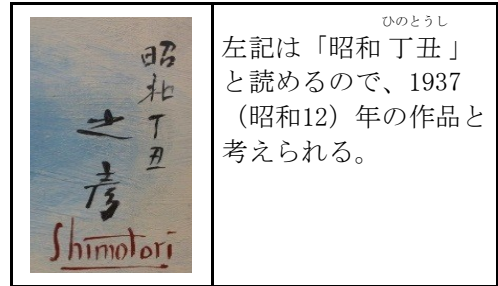 昭和丁丑
之彦
Shimotori
ひのとうし
左記は「昭和 丁丑 」
と読めるので、1937
（昭和12）年の作品と
考えられる。